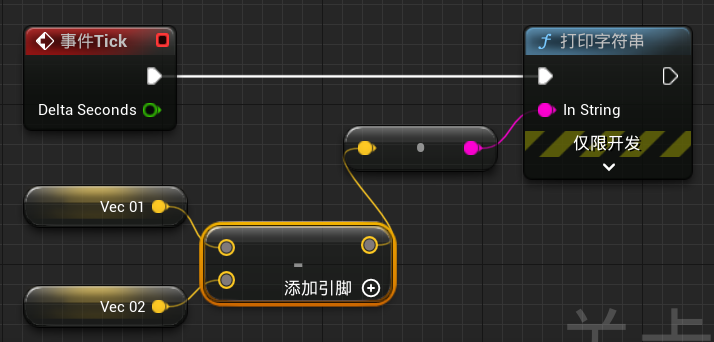 事件Tick
打印字符串
Delta Seconds
In String
仅限开发
Vec 01
-
添加引脚
Vec 02